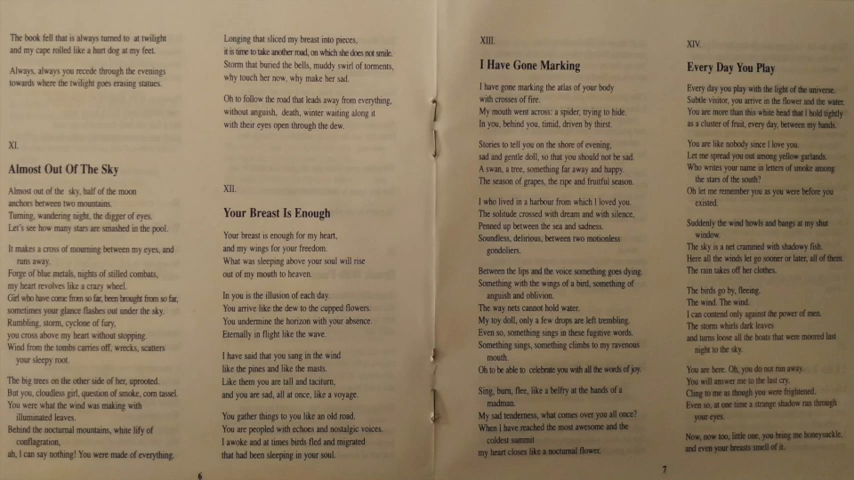 The book fell that is always turned to at twilight
and my cape rolled like a hurt dog at my feet.
Always, always you recede through the evenings
towards where the twilight goes erasing statues.
XI.
Almost Out Of The Sky
Almost out of the sky, half of the moon
anchors between two mountains.
Turning, wandering night, the digger of eyes.
Let's see how many stars are smashed in the pool.
It makes a cross of mourning between my eyes, and
runs away.
Forge of blue metals, nights of stilled combats,
my heart revolves like a crazy wheel.
Girl who have come from so far, been brought from so far,
sometimes your glance flashes out under the sky.
Rumbling, storm, cyclone of fury,
you cross above my heart without stopping.
Wind from the tombs carries off, wrecks, scatters
your sleepy root.
The big trees on the other side of her, uprooted.
But you, cloudless girl, question of smoke, corn tassel.
You were what the wind was making with
illuminated leaves.
Behind the nocturnal mountains, white lily of
conflagration,
ah, I can say nothing! You were made of everything.
Longing that sliced my breast into pieces,
it is time to take another road, on which she does not smile.
Storm that buried the bells, muddy swirl of torments,
why touch her now, why make her sad.
Oh to follow the road that leads away from everything,
without anguish, death, winter waiting along it
with their eyes open through the dew.
XII.
Your Breast Is Enough
Your breast is enough for my heart,
and my wings for your freedom.
What was sleeping above your soul will rise
out of my mouth to heaven.
In you is the illusion of each day.
You arrive like the dew to the cupped flowers.
You undermine the horizon with your absence.
Eternally in flight like the wave.
I have said that you sang in the wind
like the pines and like the masts.
Like them you are tall and taciturn,
and you are sad, all at once, like a voyage.
You gather things to you like an old road.
You are peopled with echoes and nostalgic voices.
I awoke and at times birds fled and migrated
that had been sleeping in your soul.
6
XIII.
I Have Gone Marking
I have gone marking the atlas of your body
with crosses of fire.
My mouth went across: a spider, trying to hide.
In you, behind you, timid, driven by thirst.
Stories to tell you on the shore of evening,
sad and gentle doll, so that you should not be sad.
A swan, a tree, something far away and happy.
The season of grapes, the ripe and fruitful season.
I who lived in a harbour from which I loved you.
The solitude crossed with dream and with silence.
Penned up between the sea and sadness.
Soundless, delirious, between two motionless
gondoliers.
Between the lips and the voice something goes dying.
Something with the wings of a bird, something of
anguish and oblivion.
The way nets cannot hold water.
My toy doll, only a few drops are left trembling.
Even so, something sings in these fugitive words.
Something sings, something climbs to my ravenous
mouth.
Oh to be able to celebrate you with all the words of joy.
Sing, burn, flee, like a belfry at the hands of a
madman.
My sad tenderness, what comes over you all at once?
When I have reached the most awesome and the
coldest summit
my heart closes like a nocturnal flower.
XIV.
Every Day You Play
Every day you play with the light of the universe.
Subtle visitor, you arrive in the flower and the water.
You are more than this white head that I hold tightly
as a cluster of fruit, every day, between my hands.
You are like nobody since I love you.
Let me spread you out among yellow garlands.
Who writes your name in letters of smoke among
the stars of the south?
Oh let me remember you as you were before you
existed.
Suddenly the wind howls and bangs at my shut
window.
The sky is a net crammed with shadowy fish.
Here all the winds let go sooner or later, all of them.
The rain takes off her clothes.
The birds go by, fleeing.
The wind. The wind.
I can contend only against the power of men.
The storm whirls dark leaves
and turns loose all the boats that were moored last
night to the sky.
You are here. Oh, you do not run away.
You will answer me to the last cry.
Cling to me as though you were frightened.
Even so, at one time a strange shadow ran through
your eyes.
Now, now too, little one, you bring me honeysuckle,
and even your breasts smell of it.
7